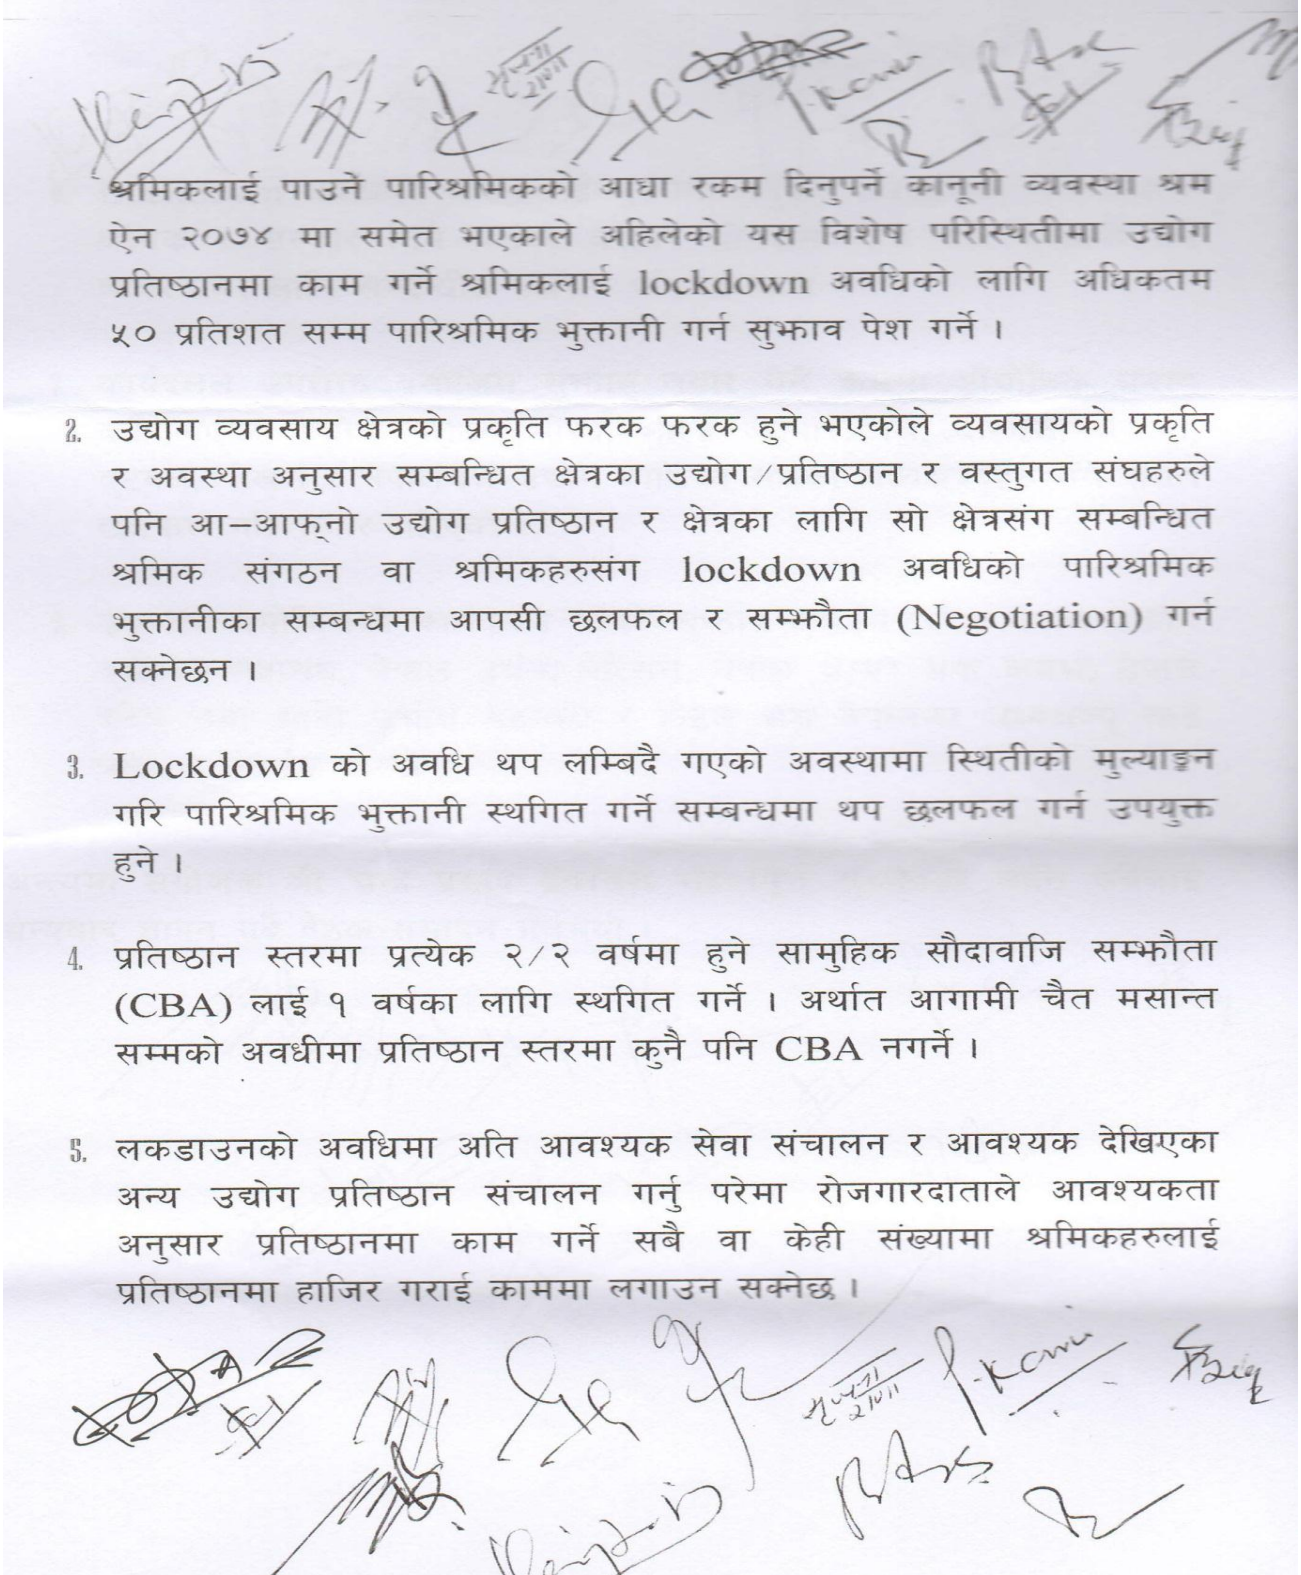 श्रमिकलाई पाउने पारिश्रमिकको आधा रकम दिनुपर्ने कानूनी व्यवस्था श्रम
ऐन २०७४ मा समेत भएकाले अहिलेको यस विशेष परिस्थितीमा उद्योग
प्रतिष्ठानमा काम गर्ने श्रमिकलाई lockdown अवधिको लागि अधिकतम
५० प्रतिशत सम्म पारिश्रमिक भुक्तानी गर्न सुझाव पेश गर्ने ।
2. उद्योग व्यवसाय क्षेत्रको प्रकृति फरक फरक हुने भएकोले व्यवसायको प्रकृति
र अवस्था अनुसार सम्बन्धित क्षेत्रका उद्योग/प्रतिष्ठान र वस्तुगत संघहरुले
पनि आ–आफ्नो उद्योग प्रतिष्ठान र क्षेत्रका लागि सो क्षेत्रसंग सम्बन्धित
श्रमिक संगठन वा श्रमिकहरुसंग lockdown अवधिको पारिश्रमिक
भुक्तानीका सम्बन्धमा आपसी छलफल र सम्झौता (Negotiation) गर्न
सक्नेछन ।
3. Lockdown को अवधि थप लम्बिदै गएको अवस्थामा स्थितीको मुल्याङ्कन
गरि पारिश्रमिक भुक्तानी स्थगित गर्ने सम्बन्धमा थप छलफल गर्न उपयुक्त
हुने ।
4. प्रतिष्ठान स्तरमा प्रत्येक २/२ वर्षमा हुने सामुहिक सौदावाजि सम्झौता
(CBA) लाई १ वर्षका लागि स्थगित गर्ने । अर्थात आगामी चैत मसान्त
सम्मको अवधीमा प्रतिष्ठान स्तरमा कुनै पनि CBA नगर्ने ।
5. लकडाउनको अवधिमा अति आवश्यक सेवा संचालन र आवश्यक देखिएका
अन्य उद्योग प्रतिष्ठान संचालन गर्नु परेमा रोजगारदाताले आवश्यकता
अनुसार प्रतिष्ठानमा काम गर्ने सबै वा केही संख्यामा श्रमिकहरुलाई
प्रतिष्ठानमा हाजिर गराई काममा लगाउन सक्नेछ ।